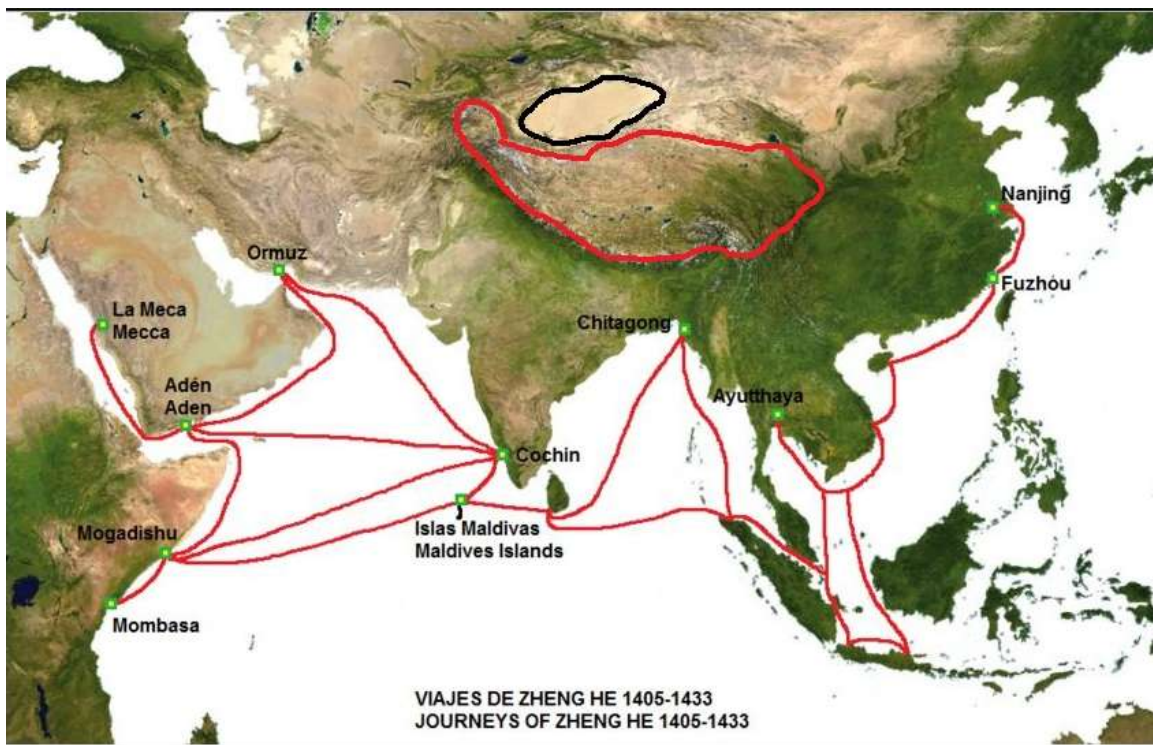 Nanjing
Ormuz
Fuzhou
La Meca
Mecca
Chitagong
Adén
Aden
Ayutthaya
Cochin
Islas Maldivas
Maldives Islands
Mogadishu
Mombasa
VIAJES DE ZHENG HE 1405-1433
JOURNEYS OF ZHENG HE 1405-1433